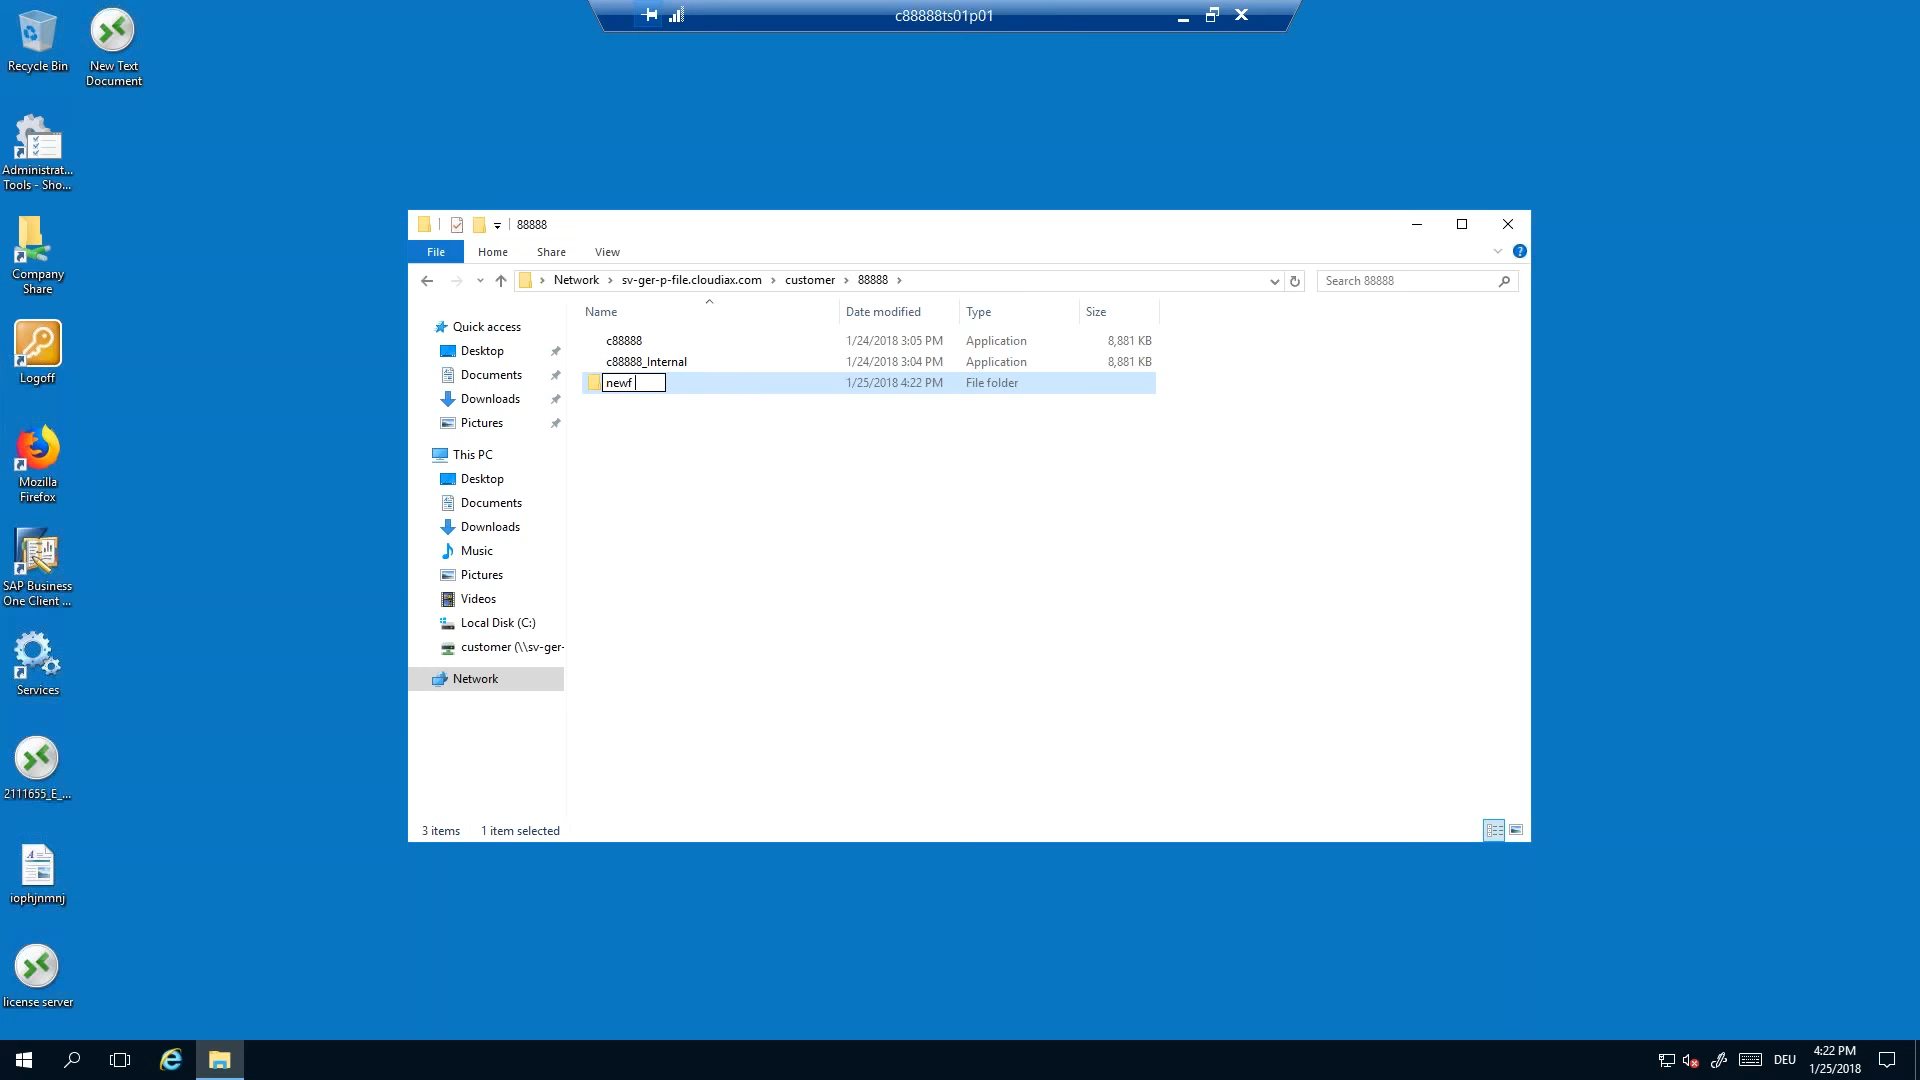 c88888ts01p01
Recycle Bin
New Text
Document
Administrat...
Tools - Sho...
Company
Share
Logoff
Mozilla
Firefox
SAP Business
One Client ...
Services
2111655_E_...
iophjnmnj
license server
88888
File
Home
Share
View
Network
sv-ger-p-file.cloudiax.com
customer
88888
Search 88888
Name
Date modified
Type
Size
c88888
1/24/2018 3:05 PM
Application
8,881 KB
c88888_Internal
1/24/2018 3:04 PM
Application
8,881 KB
newf
1/25/2018 4:22 PM
File folder
Quick access
Desktop
Documents
Downloads
Pictures
This PC
Desktop
Documents
Downloads
Music
Pictures
Videos
Local Disk (C:)
customer (\\sv-ger-
Network
3 items
1 item selected
DEU
4:22 PM
1/25/2018